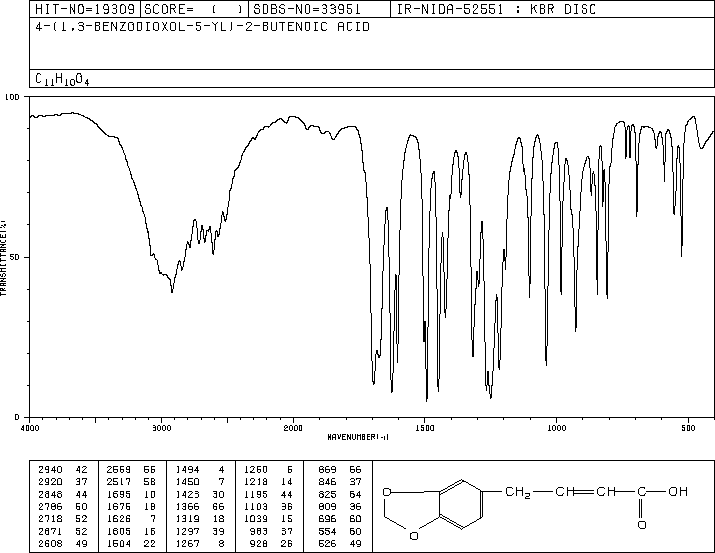 HIT-NO=19309 SCORE= ( ) SDBS-NO=33951 IR-NIDA-52551 : KBR DISC
4-(1,3-BENZODIOXOL-5-YL)-2-BUTENOIC ACID
C11H10O4
100
50
0
TRANSMITTANCE(%)
4000 3000 2000 1500 1000 500
WAVENUMBER(-1)
2940 42 2569 55 1494 4 1250 5 869 66
2920 37 2517 58 1450 7 1218 14 846 37
2848 44 1695 10 1423 30 1195 44 825 64
2786 50 1675 18 1366 66 1103 36 809 36
2718 52 1626 7 1319 18 1039 15 696 60
2671 52 1605 16 1297 39 983 37 554 60
2608 49 1504 22 1267 8 928 26 526 49
O
O
CH2 CH CH C OH
O